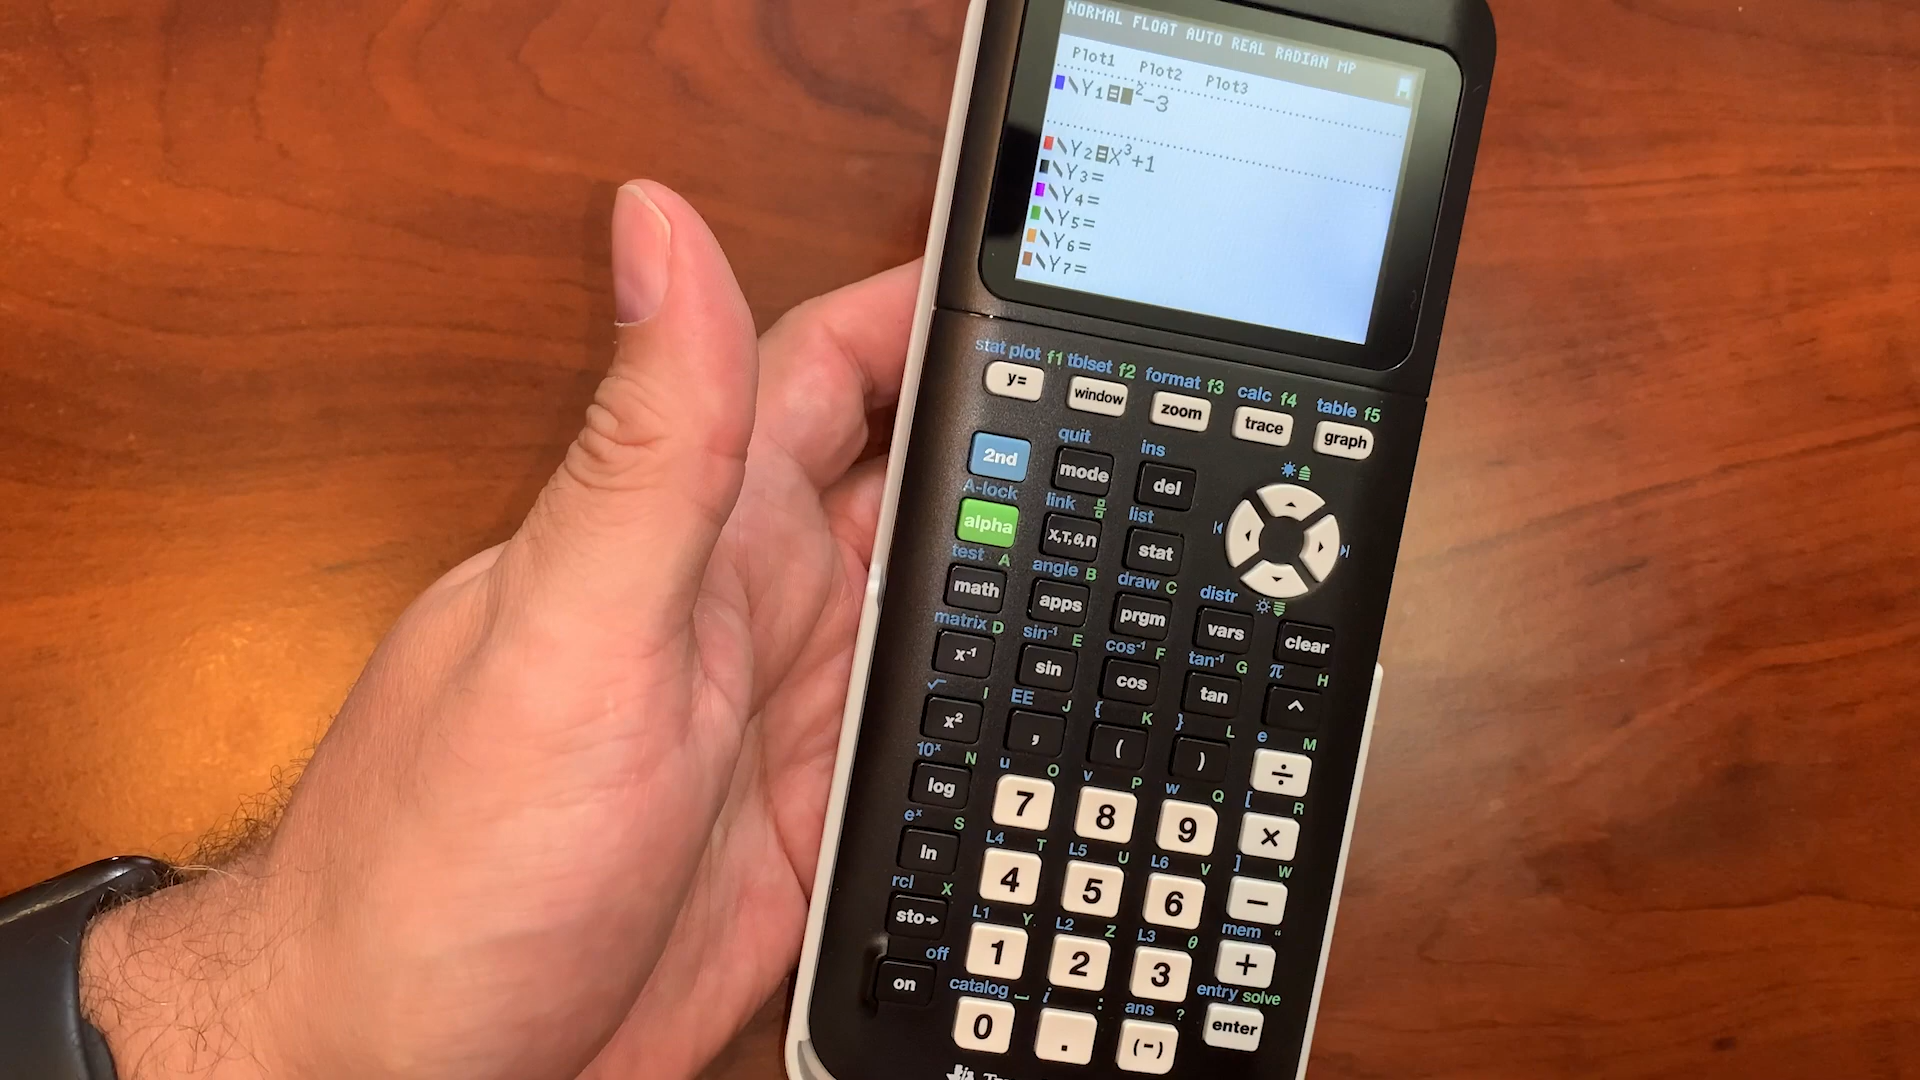 NORMAL FLOAT AUTO REAL RADIAN MP
Plot1 Plot2 Plot3
\Y1=■²-3
\Y2=X³+1
\Y3=
\Y4=
\Y5=
\Y6=
\Y7=
stat plot f1 tblset f2 format f3 calc f4 table f5
y= window zoom trace graph
quit ins
2nd mode del
A-lock link list
alpha X,T,θ,n stat
test A angle B draw C distr
math apps prgm vars clear
matrix D sin⁻¹ E cos⁻¹ F tan⁻¹ G π H
x⁻¹ sin cos tan ^
√ I EE J { K } L e M
x² , ( ) ÷
10ˣ N u O v P w Q [ R
log 7 8 9 ×
eˣ S L4 T L5 U L6 V ] W
ln 4 5 6 −
rcl X L1 Y L2 Z L3 θ mem "
sto→ 1 2 3 +
off catalog i : ans ? entry solve
on 0 . (-) enter